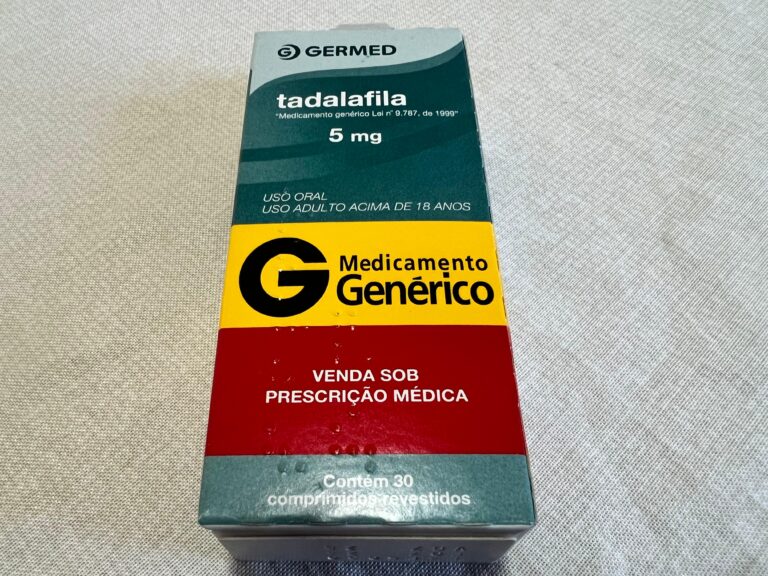 GERMED
tadalafila
"Medicamento genérico Lei nº 9.787, de 1999"
5 mg
USO ORAL
USO ADULTO ACIMA DE 18 ANOS
G Medicamento
Genérico
VENDA SOB
PRESCRIÇÃO MÉDICA
Contém 30
comprimidos revestidos